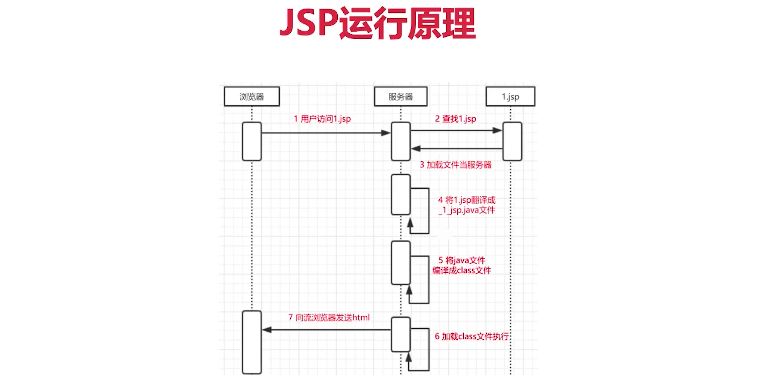 JSP运行原理
浏览器
服务器
1.jsp
1 用户访问1.jsp
2 查找1.jsp
3 加载文件当服务器
4 将1.jsp翻译成
_1_jsp.java文件
5 将java文件
编译成class文件
7 向流浏览器发送html
6 加载class文件执行